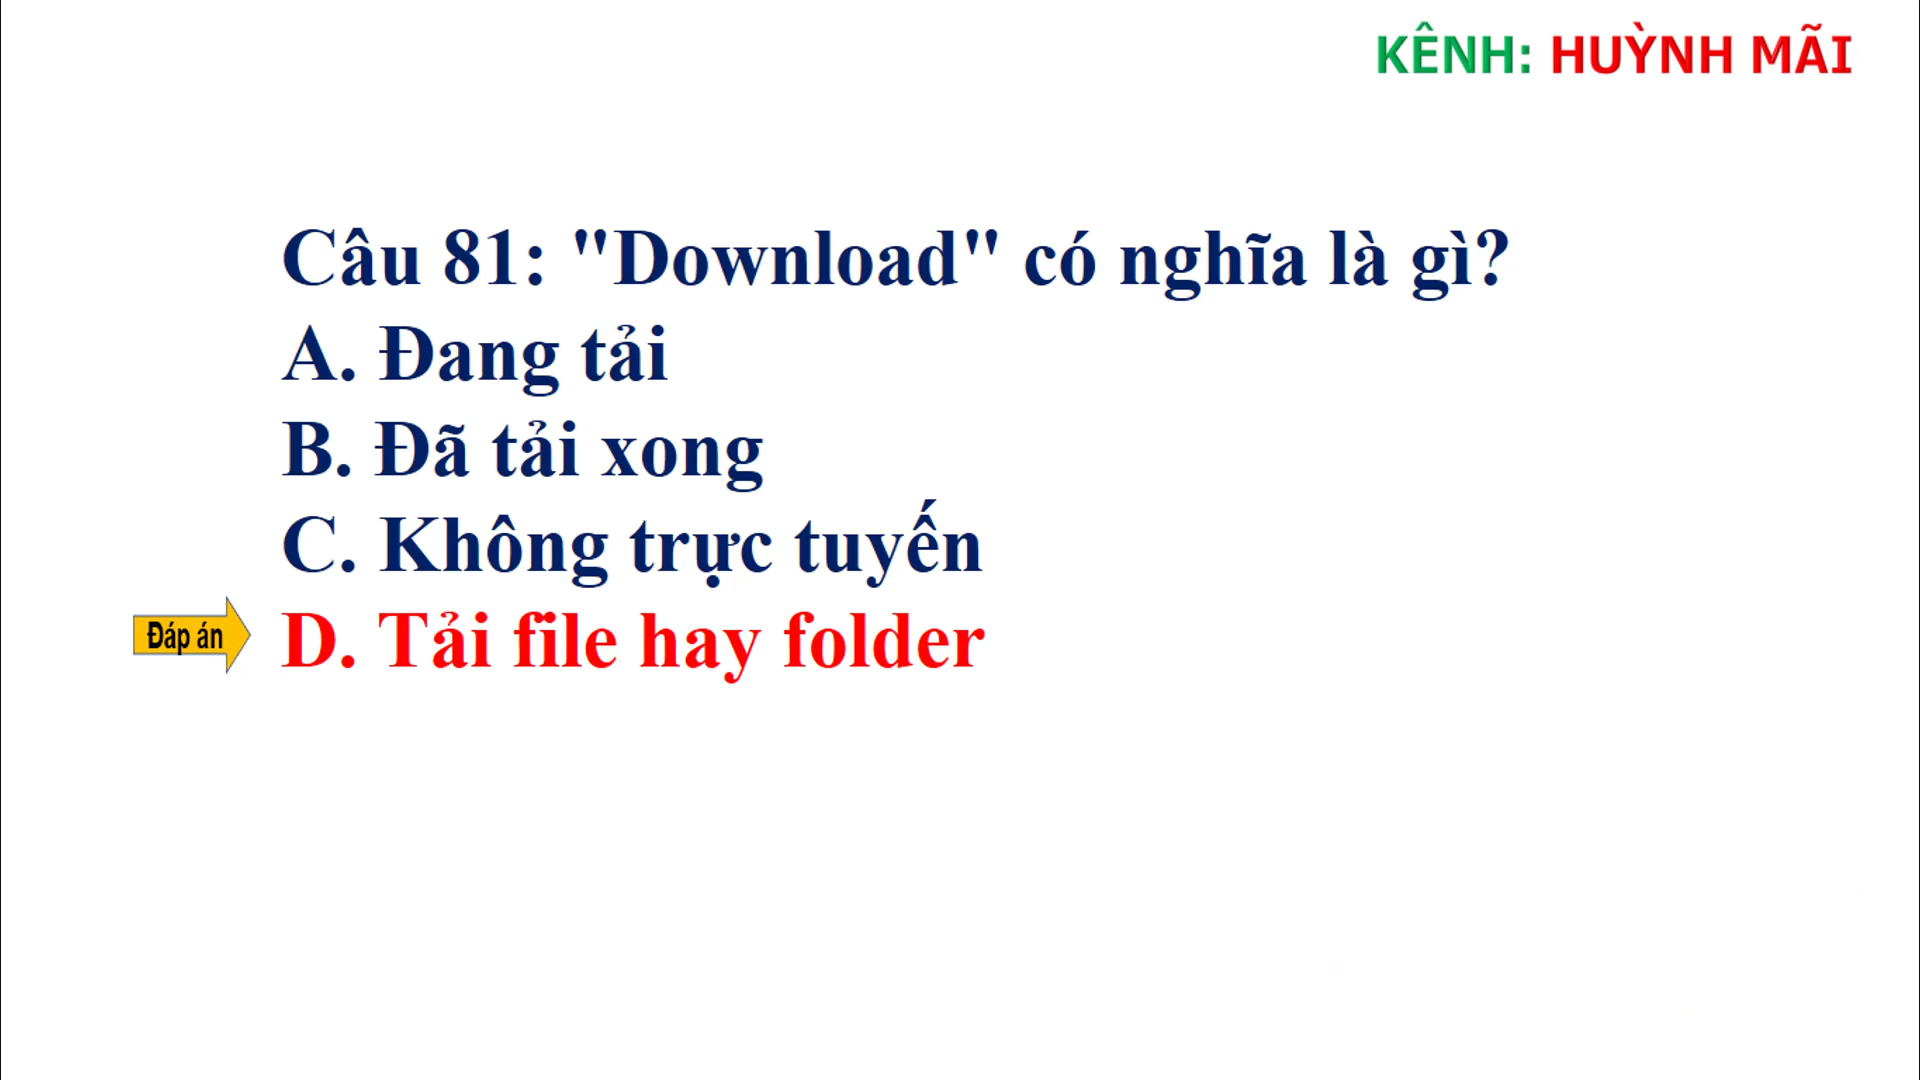 KÊNH: HUỲNH MÃI
Câu 81: "Download" có nghĩa là gì?
A. Đang tải
B. Đã tải xong
C. Không trực tuyến
Đáp án D. Tải file hay folder